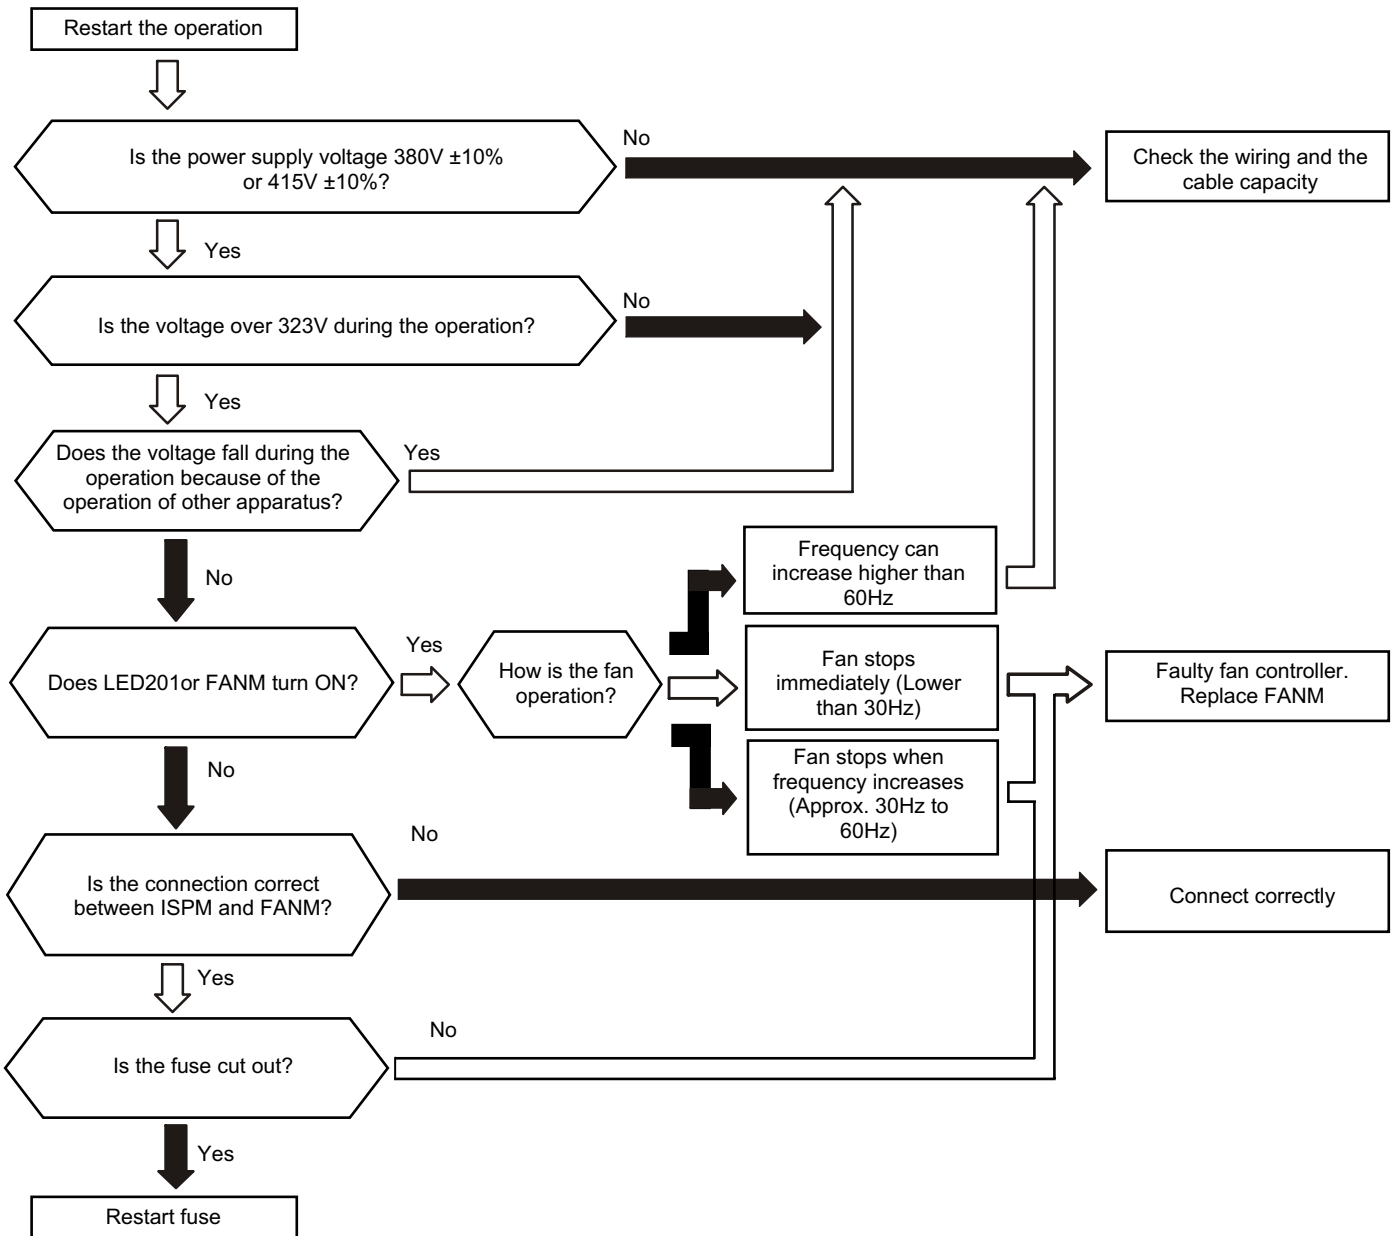 Restart the operation
Is the power supply voltage 380V ±10%
or 415V ±10%?
No
Check the wiring and the
cable capacity
Yes
Is the voltage over 323V during the operation?
No
Yes
Does the voltage fall during the
operation because of the
operation of other apparatus?
Yes
No
Does LED201or FANM turn ON?
Yes
How is the fan
operation?
Frequency can
increase higher than
60Hz
Fan stops
immediately (Lower
than 30Hz)
Fan stops when
frequency increases
(Approx. 30Hz to
60Hz)
Faulty fan controller.
Replace FANM
No
Is the connection correct
between ISPM and FANM?
No
Connect correctly
Yes
Is the fuse cut out?
No
Yes
Restart fuse